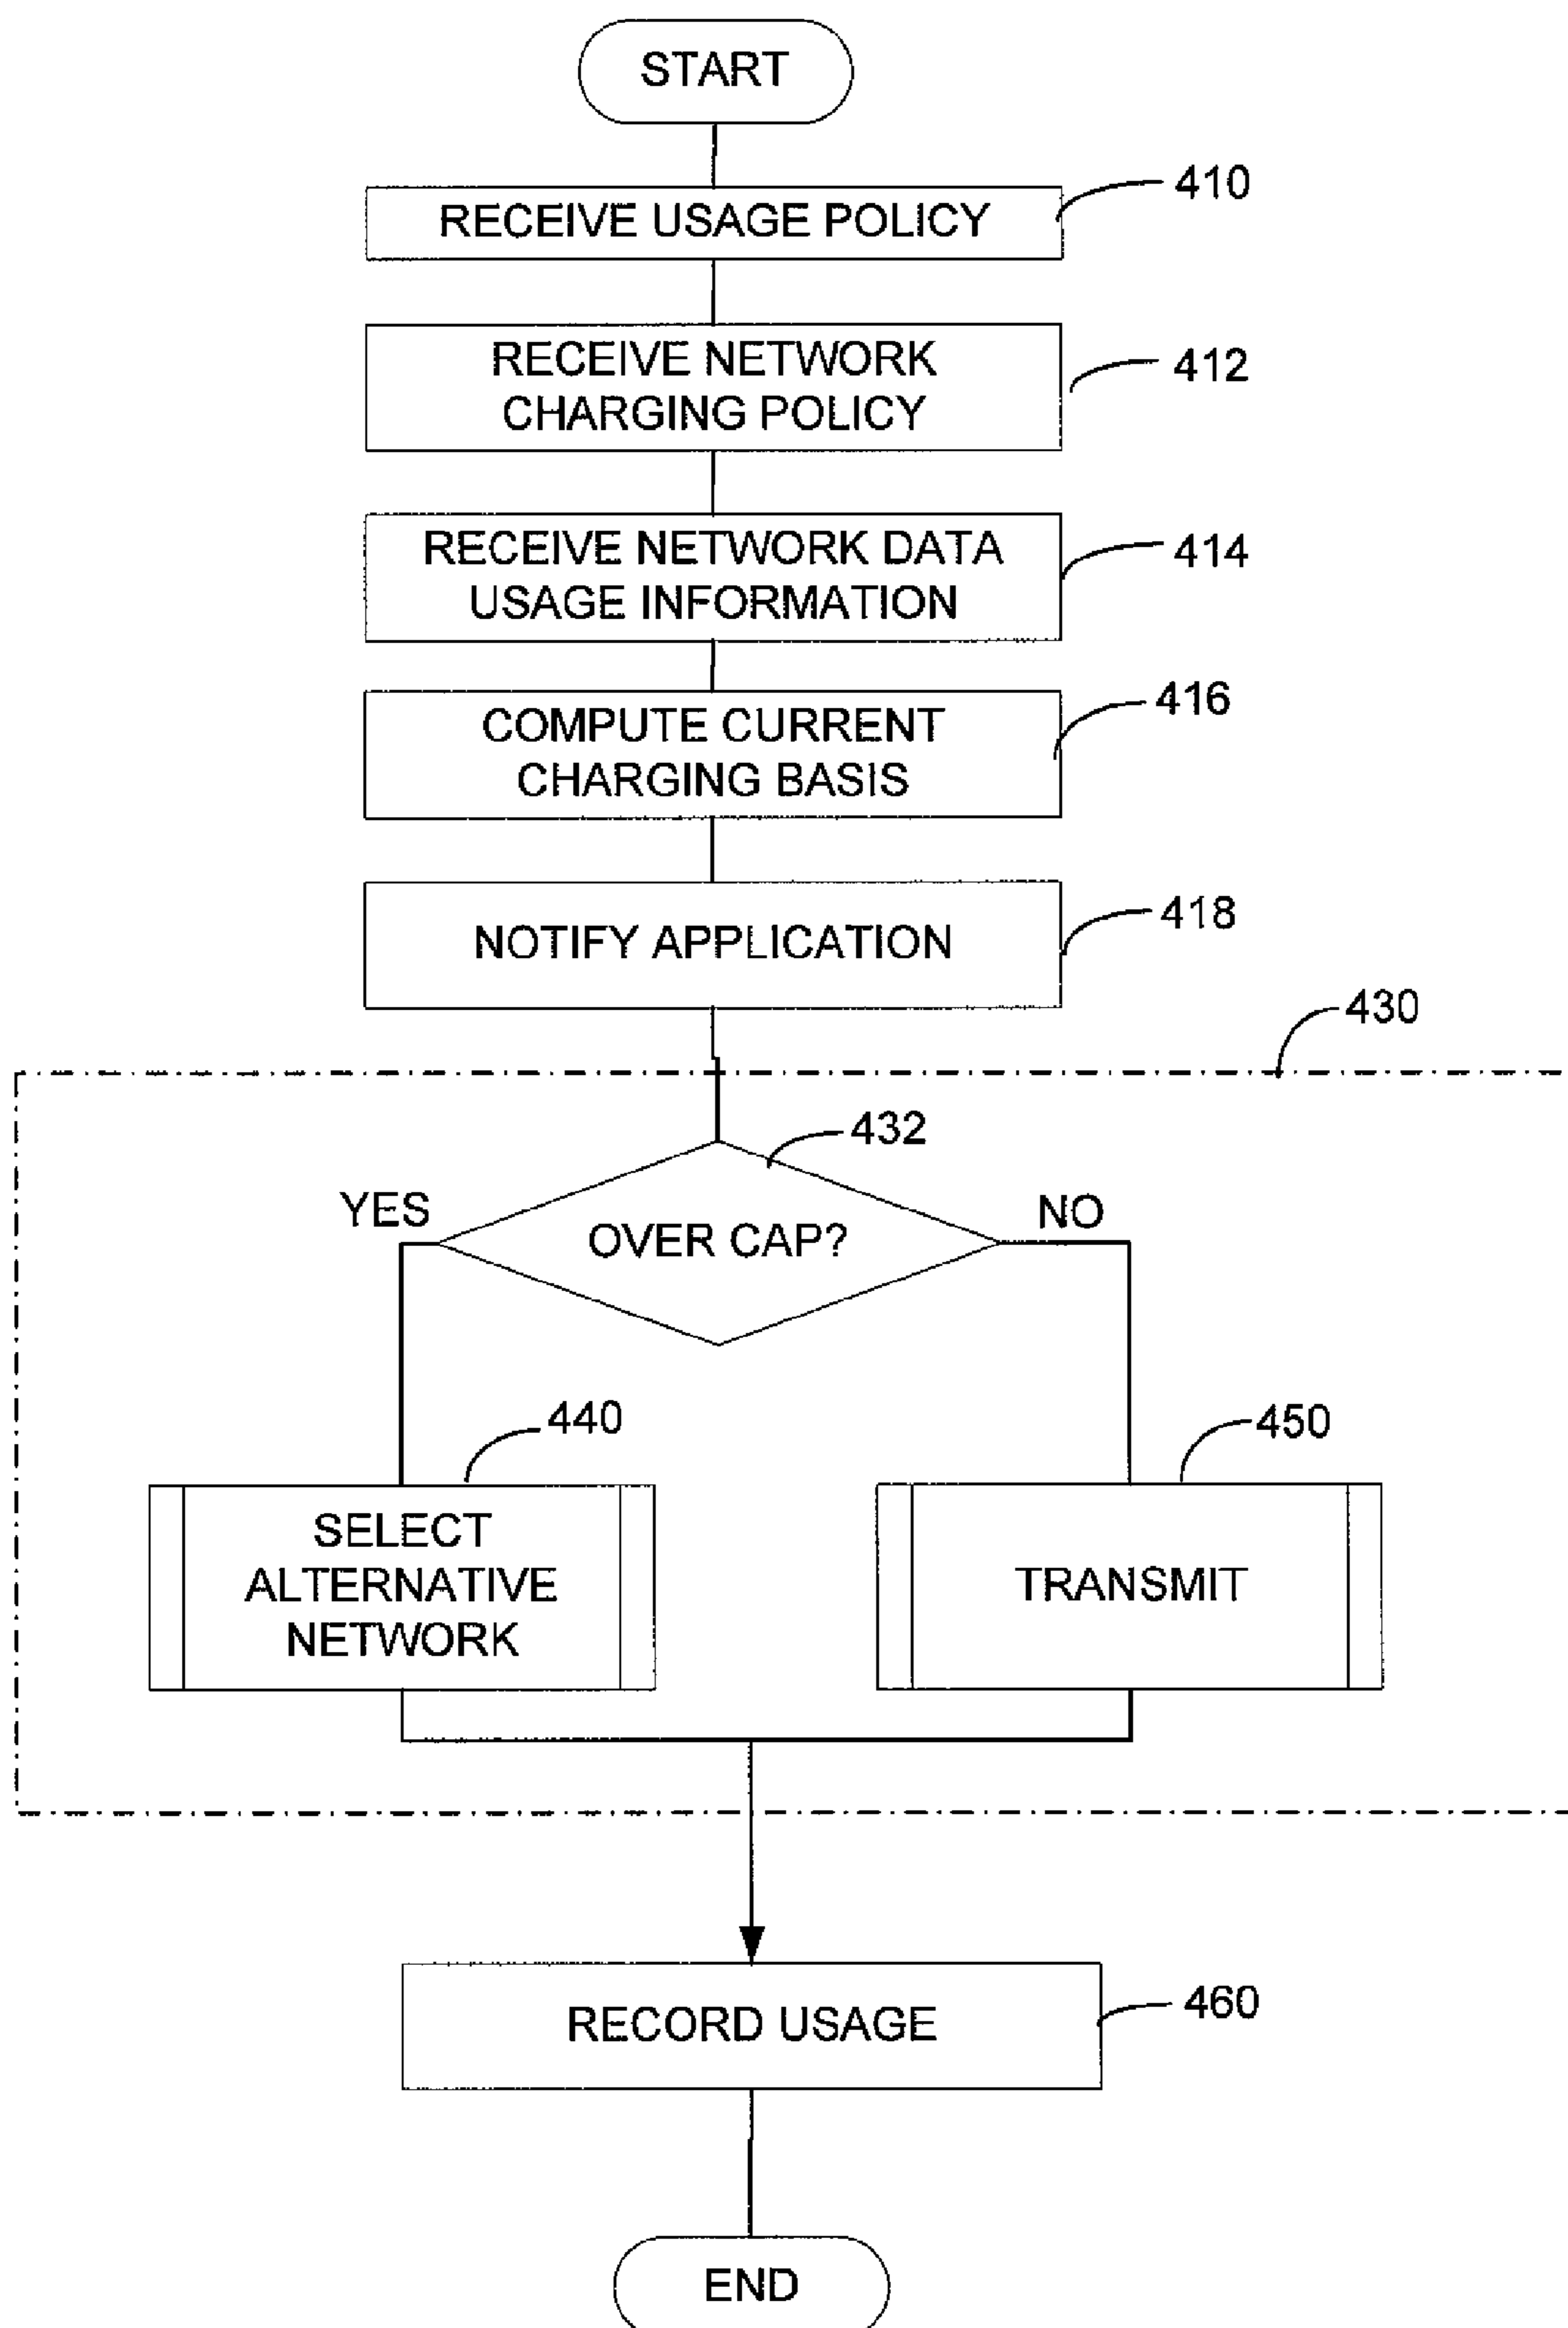 START
RECEIVE USAGE POLICY
410
RECEIVE NETWORK
CHARGING POLICY
412
RECEIVE NETWORK DATA
USAGE INFORMATION
414
COMPUTE CURRENT
CHARGING BASIS
416
NOTIFY APPLICATION
418
430
432
YES
OVER CAP?
NO
440
SELECT
ALTERNATIVE
NETWORK
450
TRANSMIT
RECORD USAGE
460
END